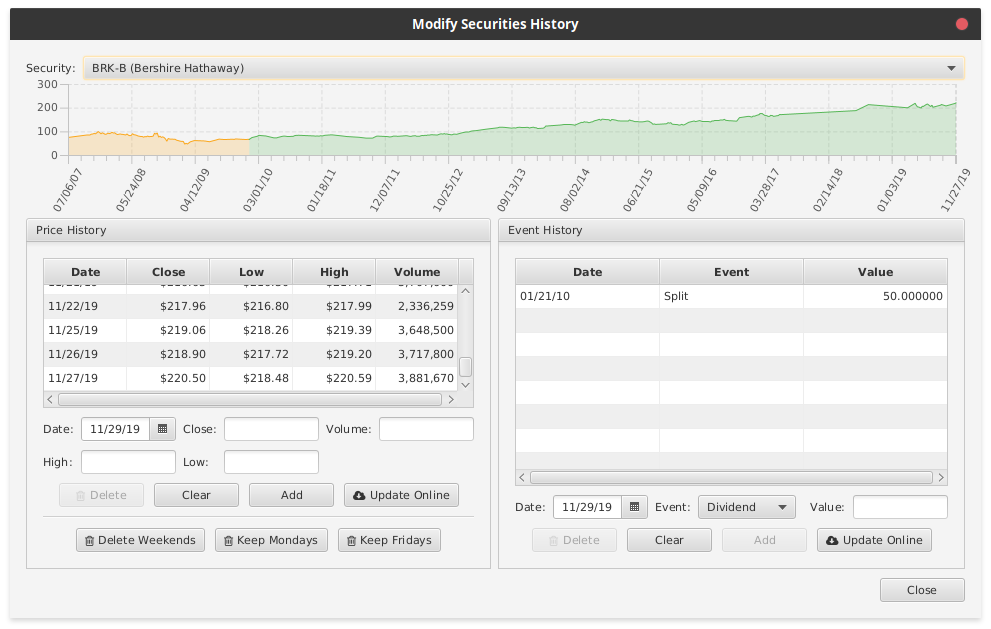 Modify Securities History
Security: BRK-B (Bershire Hathaway)
300
200
100
0
07/06/07 05/24/08 04/12/09 03/01/10 01/18/11 12/07/11 10/25/12 09/13/13 08/02/14 06/21/15 05/09/16 03/28/17 02/14/18 01/03/19 11/27/19
Price History
Date Close Low High Volume
11/22/19 $217.96 $216.80 $217.99 2,336,259
11/25/19 $219.06 $218.26 $219.39 3,648,500
11/26/19 $218.90 $217.72 $219.20 3,717,800
11/27/19 $220.50 $218.48 $220.59 3,881,670
Date: 11/29/19 Close: Volume:
High: Low:
Delete Clear Add Update Online
Delete Weekends Keep Mondays Keep Fridays
Event History
Date Event Value
01/21/10 Split 50.000000
Date: 11/29/19 Event: Dividend Value:
Delete Clear Add Update Online
Close